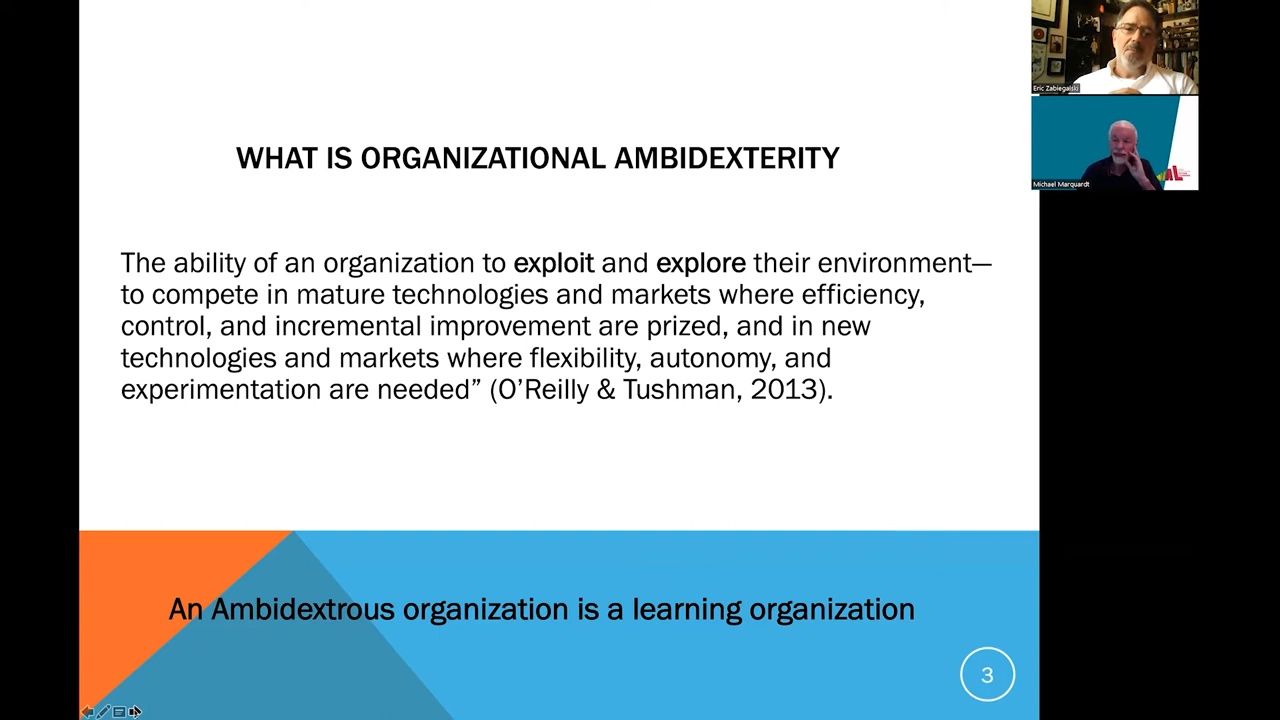 WHAT IS ORGANIZATIONAL AMBIDEXTERITY
The ability of an organization to exploit and explore their environment—
to compete in mature technologies and markets where efficiency,
control, and incremental improvement are prized, and in new
technologies and markets where flexibility, autonomy, and
experimentation are needed” (O’Reilly & Tushman, 2013).
An Ambidextrous organization is a learning organization
3
Eric Zabiegalski
Michael Marquardt